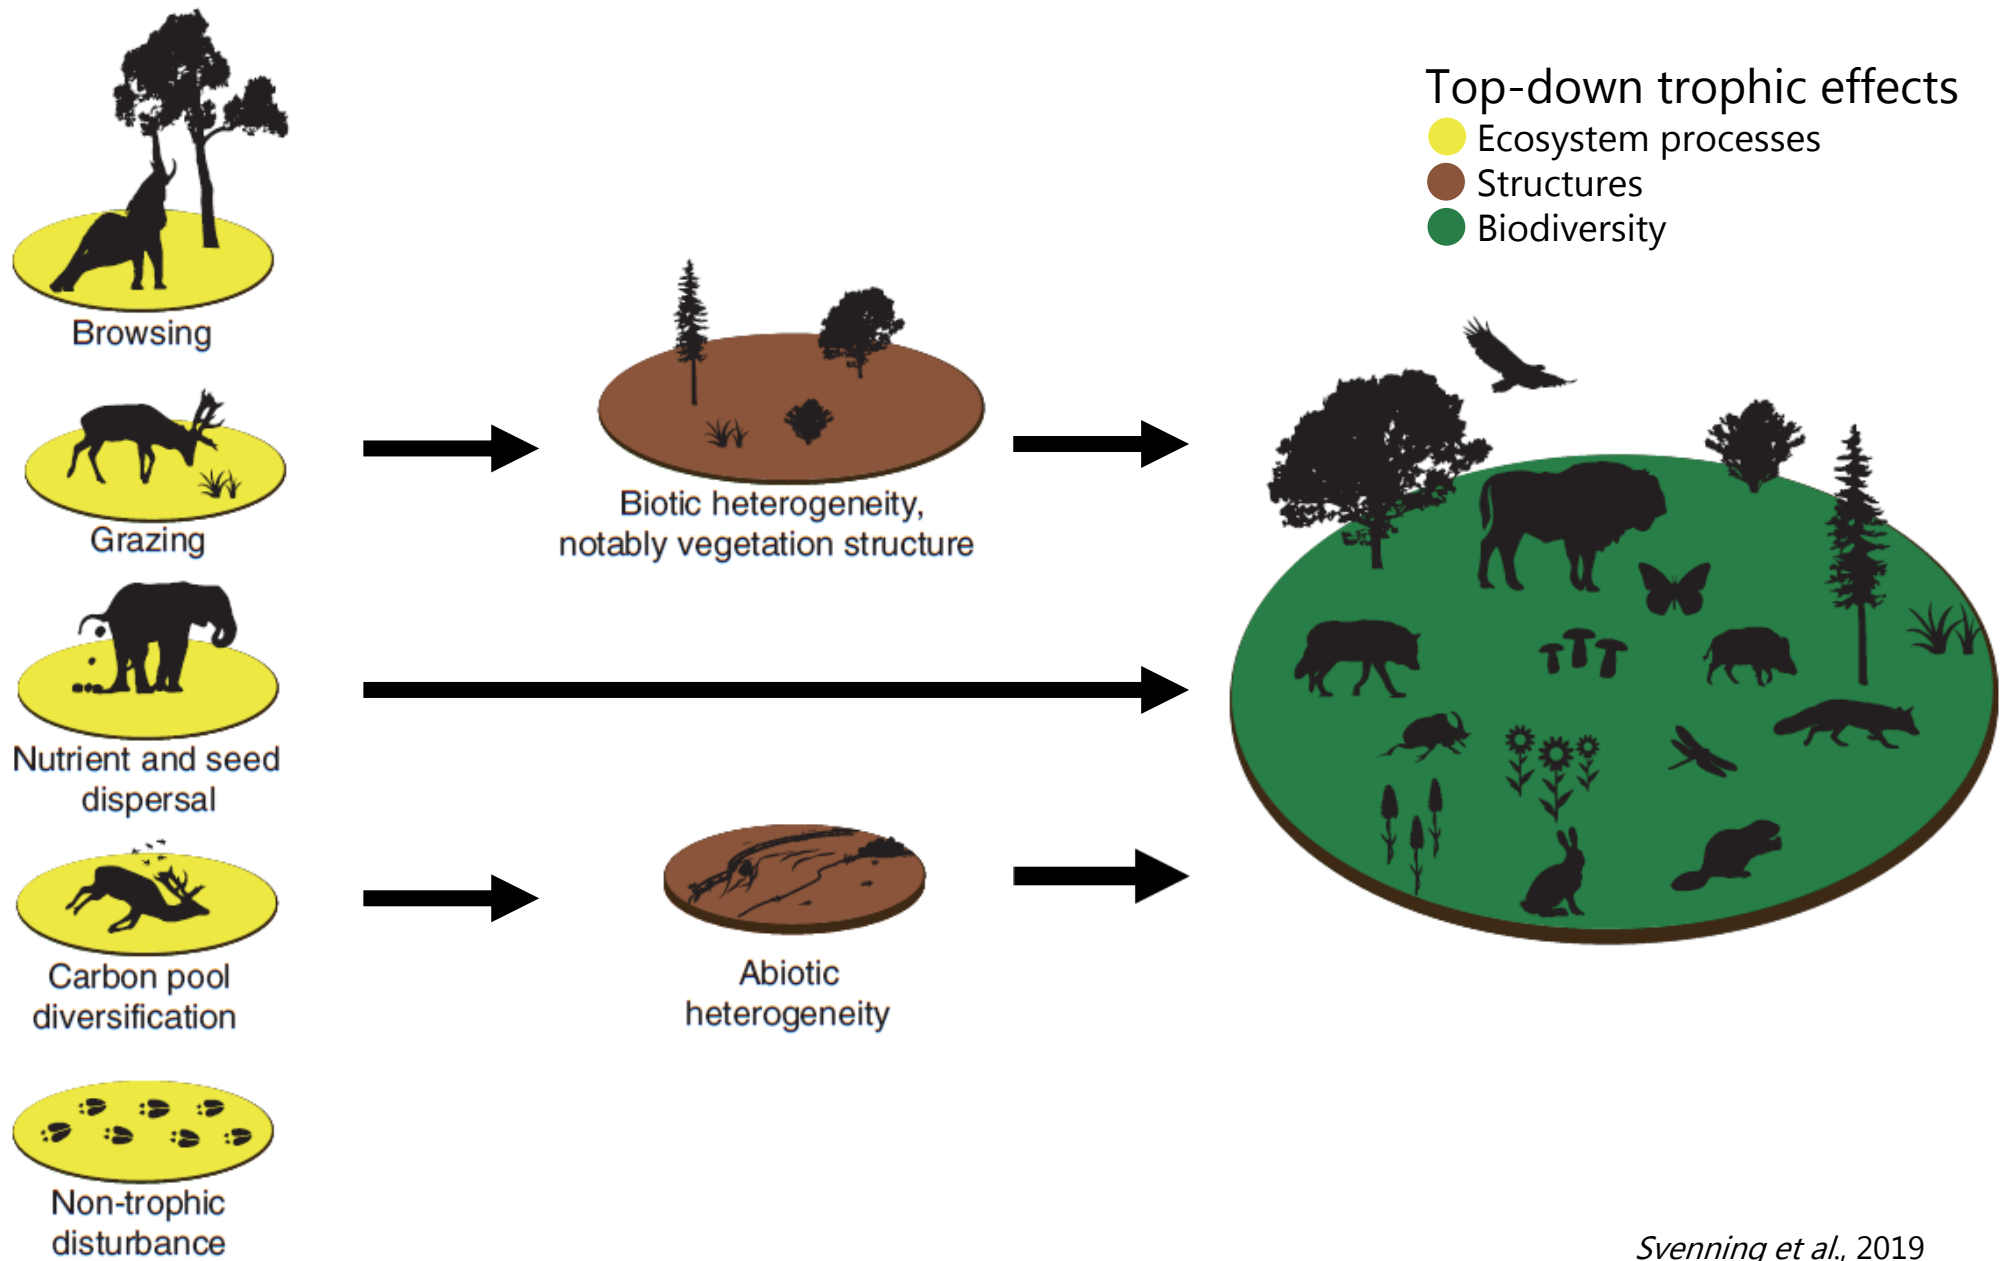 Top-down trophic effects
Ecosystem processes
Structures
Biodiversity
Browsing
Grazing
Nutrient and seed
dispersal
Carbon pool
diversification
Non-trophic
disturbance
Biotic heterogeneity,
notably vegetation structure
Abiotic
heterogeneity
Svenning et al., 2019